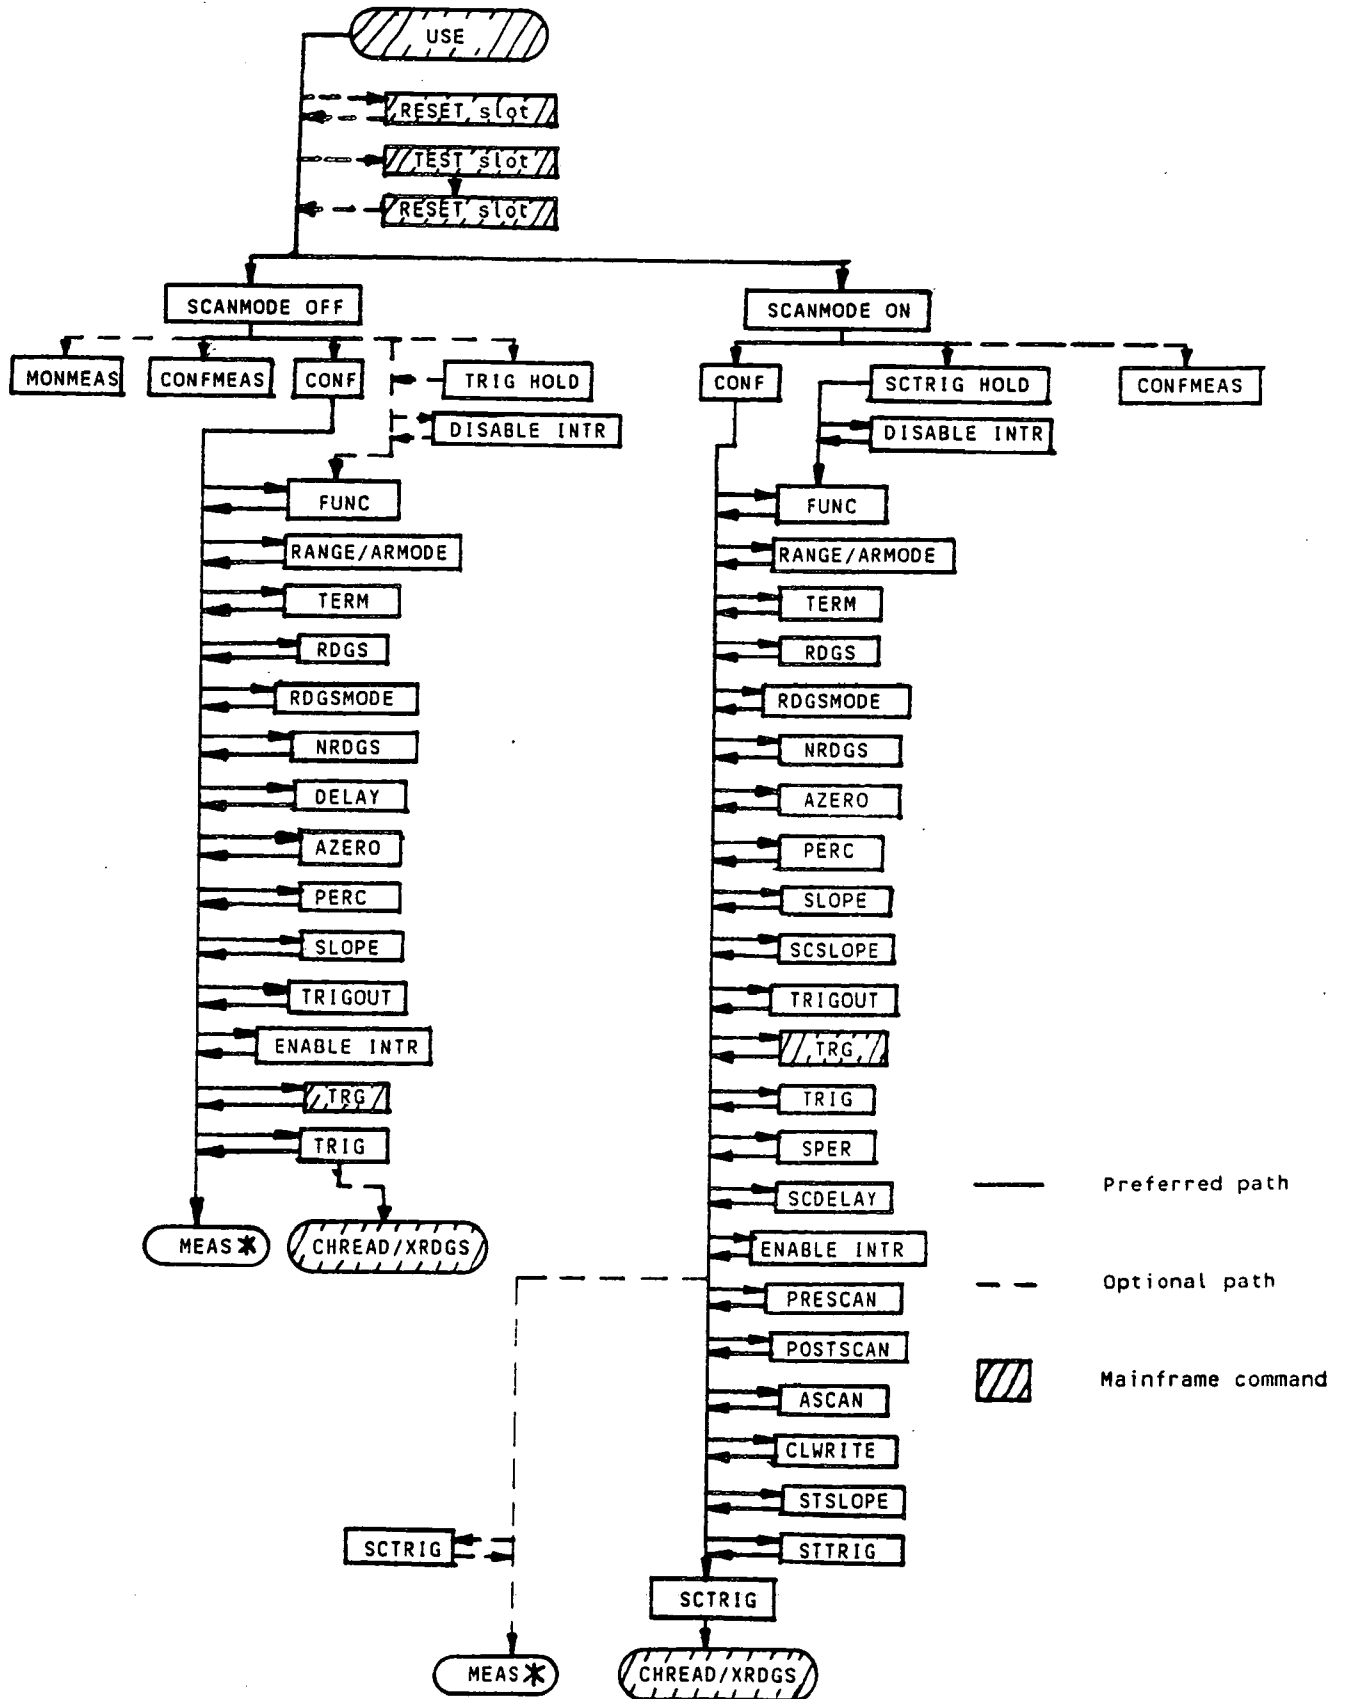 USE
RESET slot
TEST slot
RESET slot
SCANMODE OFF
SCANMODE ON
MONMEAS
CONFMEAS
CONF
TRIG HOLD
DISABLE INTR
FUNC
RANGE/ARMODE
TERM
RDGS
RDGSMODE
NRDGS
DELAY
AZERO
PERC
SLOPE
TRIGOUT
ENABLE INTR
TRG
TRIG
MEAS*
CHREAD/XRDGS
CONF
SCTRIG HOLD
CONFMEAS
DISABLE INTR
FUNC
RANGE/ARMODE
TERM
RDGS
RDGSMODE
NRDGS
AZERO
PERC
SLOPE
SCSLOPE
TRIGOUT
TRG
TRIG
SPER
SCDELAY
ENABLE INTR
PRESCAN
POSTSCAN
ASCAN
CLWRITE
STSLOPE
STTRIG
SCTRIG
SCTRIG
MEAS*
CHREAD/XRDGS
Preferred path
Optional path
Mainframe command